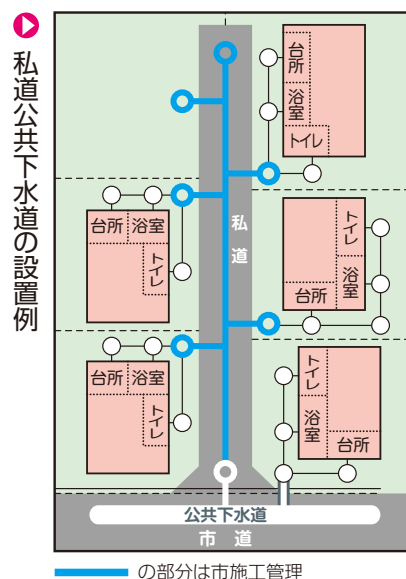 私道公共下水道の設置例
台所
浴室
トイレ
台所 浴室
トイレ
私道
トイレ
浴室
台所
台所 浴室
トイレ
トイレ
浴室
台所
公共下水道
市道
の部分は市施工管理